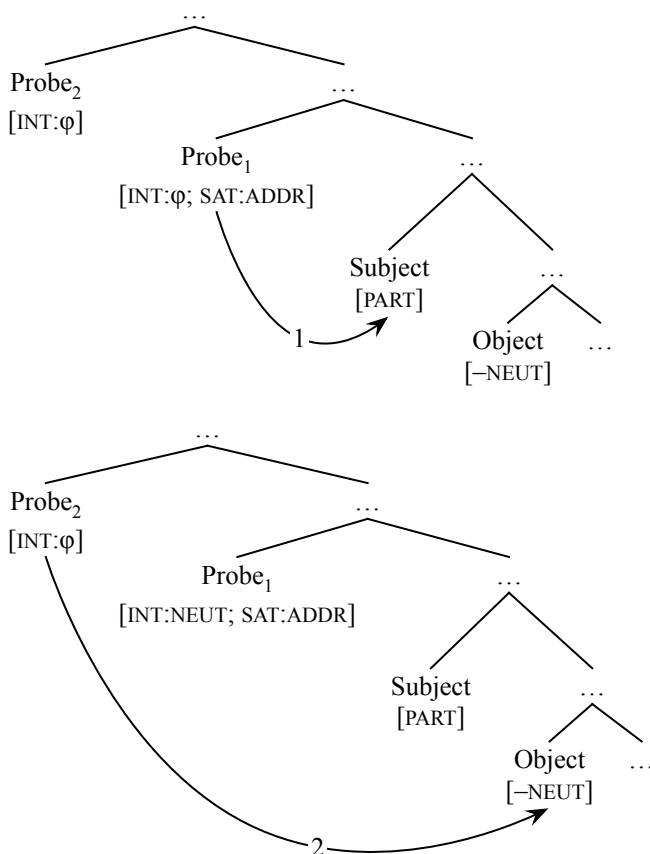 …
Probe₂ …
[INT:φ]
Probe₁ …
[INT:φ; SAT:ADDR]
Subject …
[PART]
1 Object …
[–NEUT]
…
Probe₂ …
[INT:φ]
Probe₁ …
[INT:NEUT; SAT:ADDR]
Subject …
[PART]
Object …
[–NEUT]
2